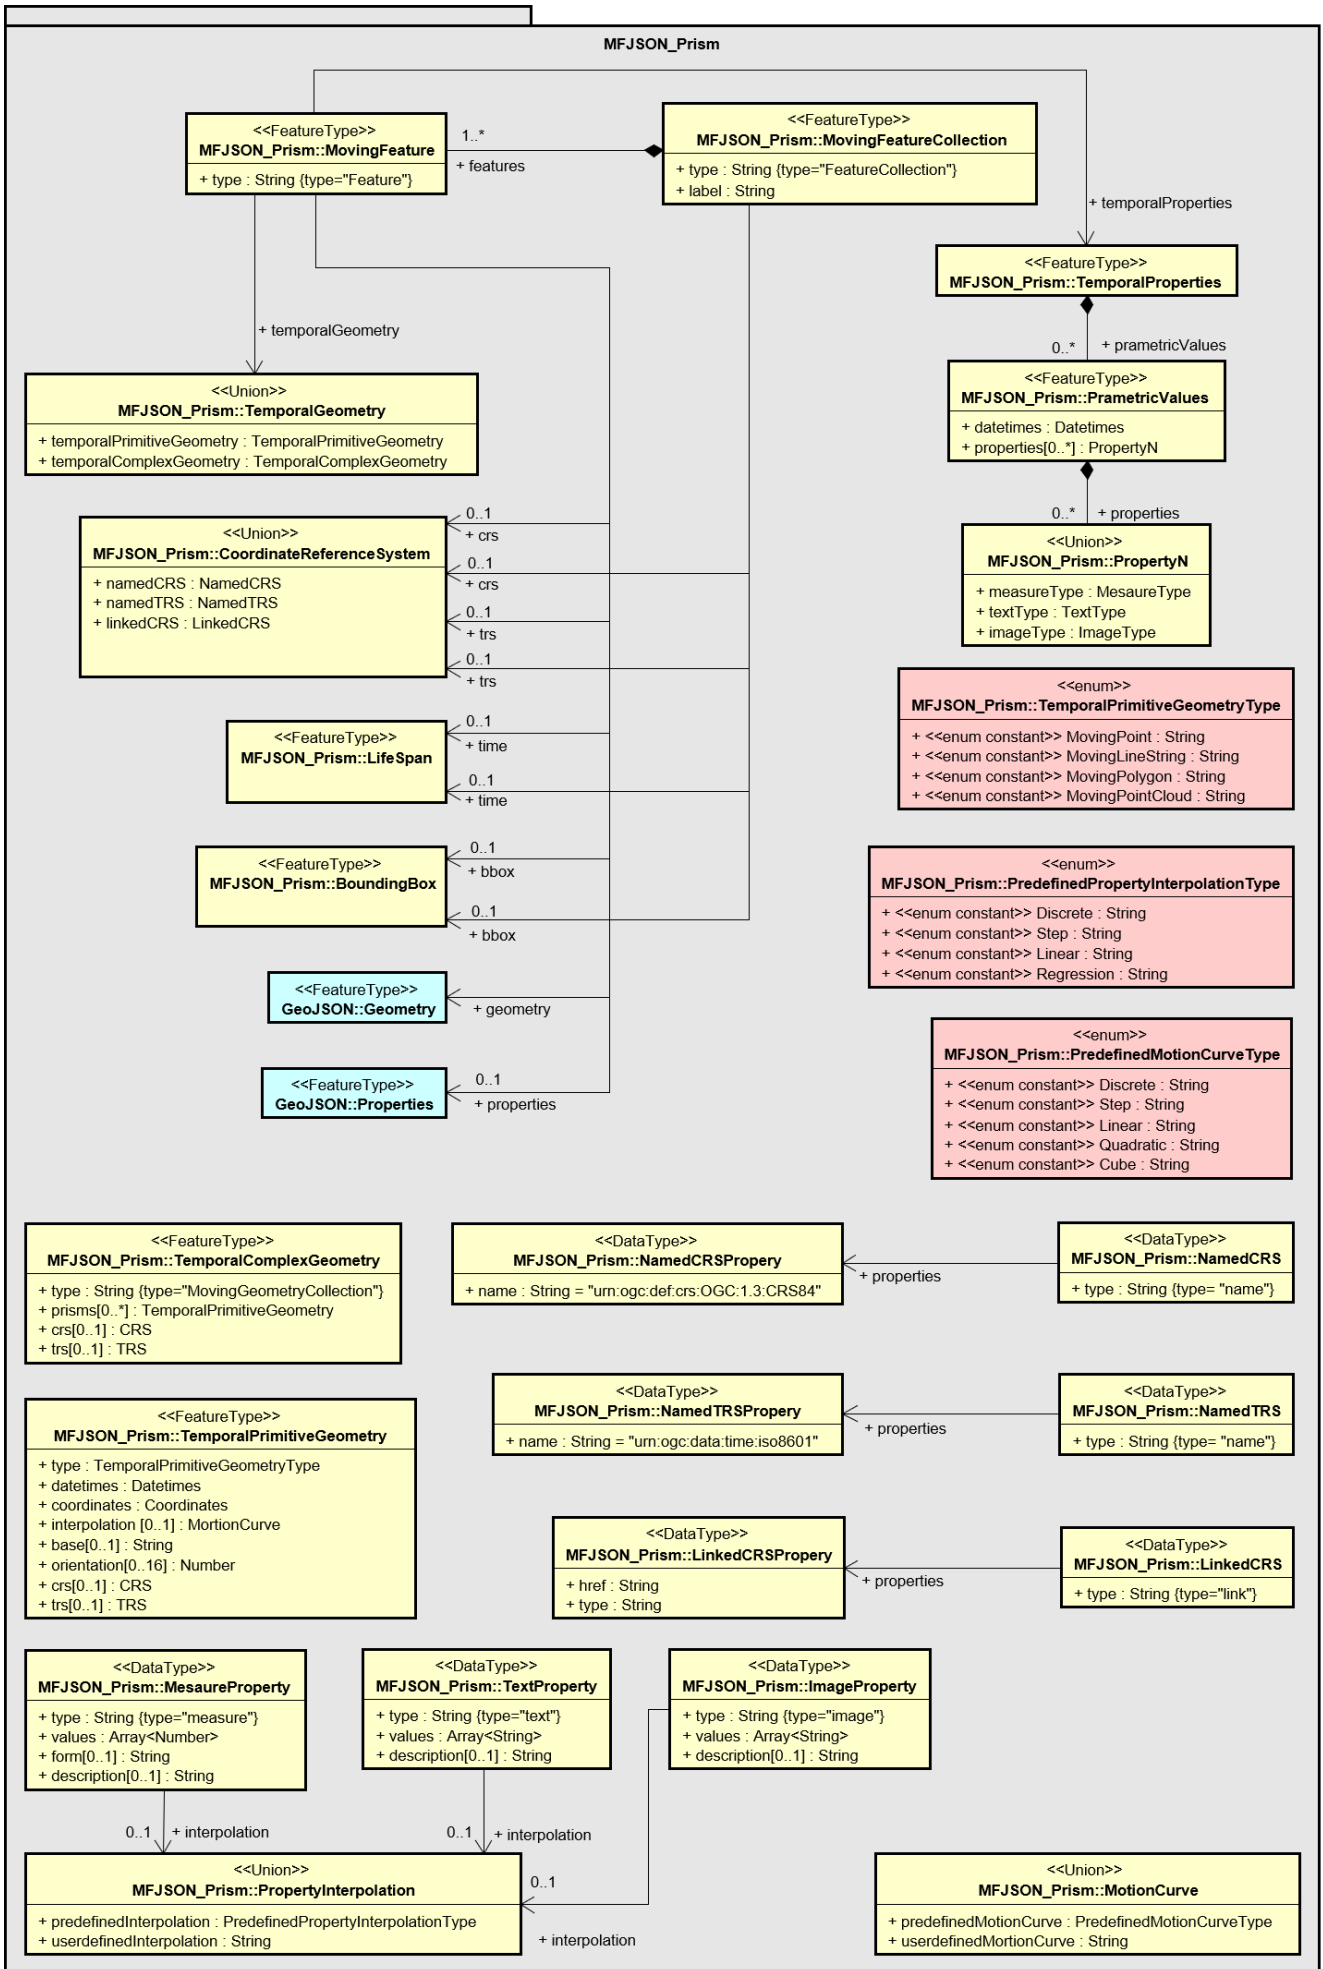 MFJSON_Prism
<<FeatureType>>
MFJSON_Prism::MovingFeature
+ type : String {type="Feature"}
1..*
+ features
<<FeatureType>>
MFJSON_Prism::MovingFeatureCollection
+ type : String {type="FeatureCollection"}
+ label : String
+ temporalProperties
<<FeatureType>>
MFJSON_Prism::TemporalProperties
+ temporalGeometry
0..*
+ prametricValues
<<Union>>
MFJSON_Prism::TemporalGeometry
+ temporalPrimitiveGeometry : TemporalPrimitiveGeometry
+ temporalComplexGeometry : TemporalComplexGeometry
<<FeatureType>>
MFJSON_Prism::PrametricValues
+ datetimes : Datetimes
+ properties[0..*] : PropertyN
0..*
+ properties
<<Union>>
MFJSON_Prism::CoordinateReferenceSystem
+ namedCRS : NamedCRS
+ namedTRS : NamedTRS
+ linkedCRS : LinkedCRS
0..1
+ crs
0..1
+ crs
0..1
+ trs
0..1
+ trs
<<Union>>
MFJSON_Prism::PropertyN
+ measureType : MesaureType
+ textType : TextType
+ imageType : ImageType
<<enum>>
MFJSON_Prism::TemporalPrimitiveGeometryType
+ <<enum constant>> MovingPoint : String
+ <<enum constant>> MovingLineString : String
+ <<enum constant>> MovingPolygon : String
+ <<enum constant>> MovingPointCloud : String
<<FeatureType>>
MFJSON_Prism::LifeSpan
0..1
+ time
0..1
+ time
<<FeatureType>>
MFJSON_Prism::BoundingBox
0..1
+ bbox
0..1
+ bbox
<<enum>>
MFJSON_Prism::PredefinedPropertyInterpolationType
+ <<enum constant>> Discrete : String
+ <<enum constant>> Step : String
+ <<enum constant>> Linear : String
+ <<enum constant>> Regression : String
<<FeatureType>>
GeoJSON::Geometry
+ geometry
<<FeatureType>>
GeoJSON::Properties
0..1
+ properties
<<enum>>
MFJSON_Prism::PredefinedMotionCurveType
+ <<enum constant>> Discrete : String
+ <<enum constant>> Step : String
+ <<enum constant>> Linear : String
+ <<enum constant>> Quadratic : String
+ <<enum constant>> Cube : String
<<FeatureType>>
MFJSON_Prism::TemporalComplexGeometry
+ type : String {type="MovingGeometryCollection"}
+ prisms[0..*] : TemporalPrimitiveGeometry
+ crs[0..1] : CRS
+ trs[0..1] : TRS
<<DataType>>
MFJSON_Prism::NamedCRSPropery
+ name : String = "urn:ogc:def:crs:OGC:1.3:CRS84"
+ properties
<<DataType>>
MFJSON_Prism::NamedCRS
+ type : String {type= "name"}
<<DataType>>
MFJSON_Prism::NamedTRSPropery
+ name : String = "urn:ogc:data:time:iso8601"
+ properties
<<DataType>>
MFJSON_Prism::NamedTRS
+ type : String {type= "name"}
<<FeatureType>>
MFJSON_Prism::TemporalPrimitiveGeometry
+ type : TemporalPrimitiveGeometryType
+ datetimes : Datetimes
+ coordinates : Coordinates
+ interpolation [0..1] : MortionCurve
+ base[0..1] : String
+ orientation[0..16] : Number
+ crs[0..1] : CRS
+ trs[0..1] : TRS
<<DataType>>
MFJSON_Prism::LinkedCRSPropery
+ href : String
+ type : String
+ properties
<<DataType>>
MFJSON_Prism::LinkedCRS
+ type : String {type="link"}
<<DataType>>
MFJSON_Prism::MesaureProperty
+ type : String {type="measure"}
+ values : Array<Number>
+ form[0..1] : String
+ description[0..1] : String
<<DataType>>
MFJSON_Prism::TextProperty
+ type : String {type="text"}
+ values : Array<String>
+ description[0..1] : String
<<DataType>>
MFJSON_Prism::ImageProperty
+ type : String {type="image"}
+ values : Array<String>
+ description[0..1] : String
0..1
+ interpolation
0..1
+ interpolation
<<Union>>
MFJSON_Prism::PropertyInterpolation
+ predefinedInterpolation : PredefinedPropertyInterpolationType
+ userdefinedInterpolation : String
0..1
+ interpolation
<<Union>>
MFJSON_Prism::MotionCurve
+ predefinedMotionCurve : PredefinedMotionCurveType
+ userdefinedMortionCurve : String